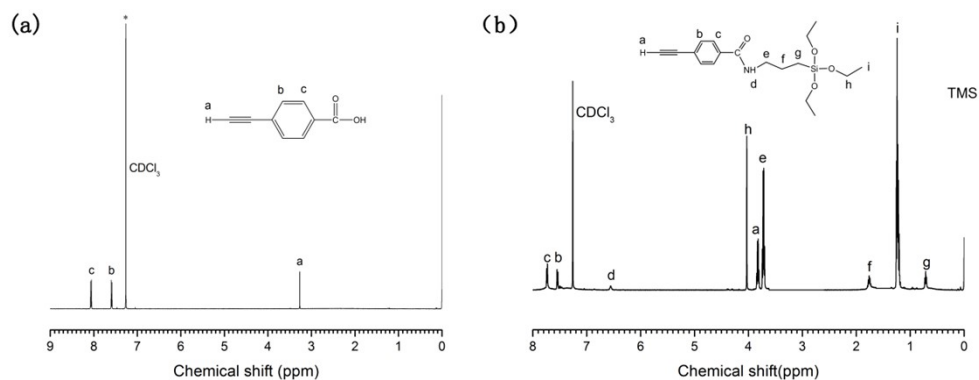 (a)
*
a
b
c
H
O
OH
CDCl3
c
b
a
9 8 7 6 5 4 3 2 1 0
Chemical shift (ppm)
(b)
a
b
c
H
O
N
H
d
e
f
g
O
Si
O
O
h
i
i
TMS
CDCl3
h
e
a
c
b
d
f
g
8 7 6 5 4 3 2 1 0
Chemical shift(ppm)